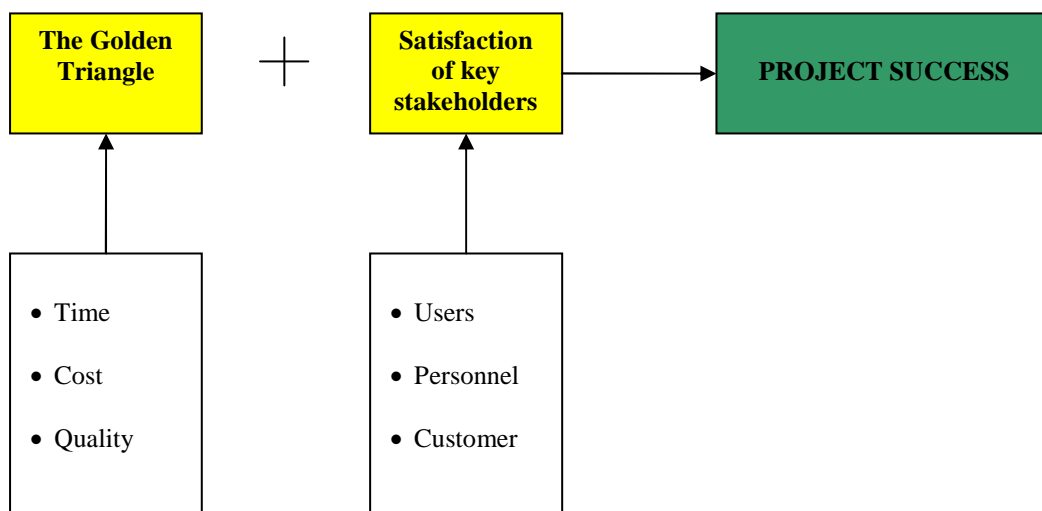 The Golden
Triangle
+
Satisfaction
of key
stakeholders
PROJECT SUCCESS
• Time
• Cost
• Quality
• Users
• Personnel
• Customer